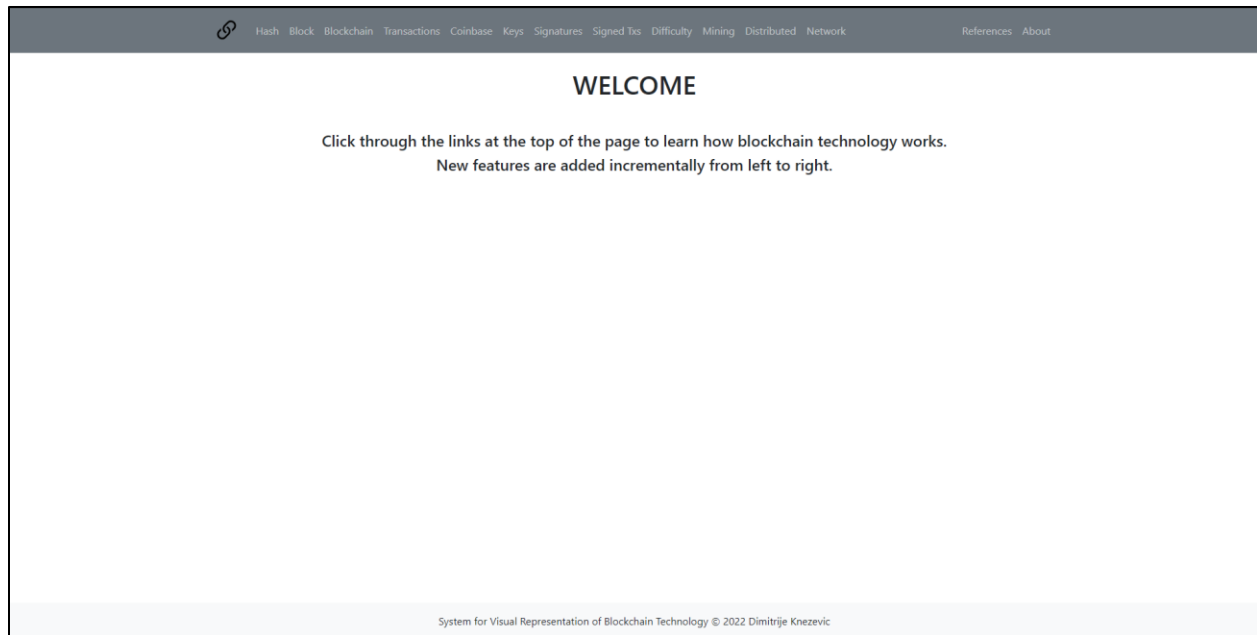 Hash Block Blockchain Transactions Coinbase Keys Signatures Signed Txs Difficulty Mining Distributed Network References About
WELCOME
Click through the links at the top of the page to learn how blockchain technology works.
New features are added incrementally from left to right.
System for Visual Representation of Blockchain Technology © 2022 Dimitrije Knezevic